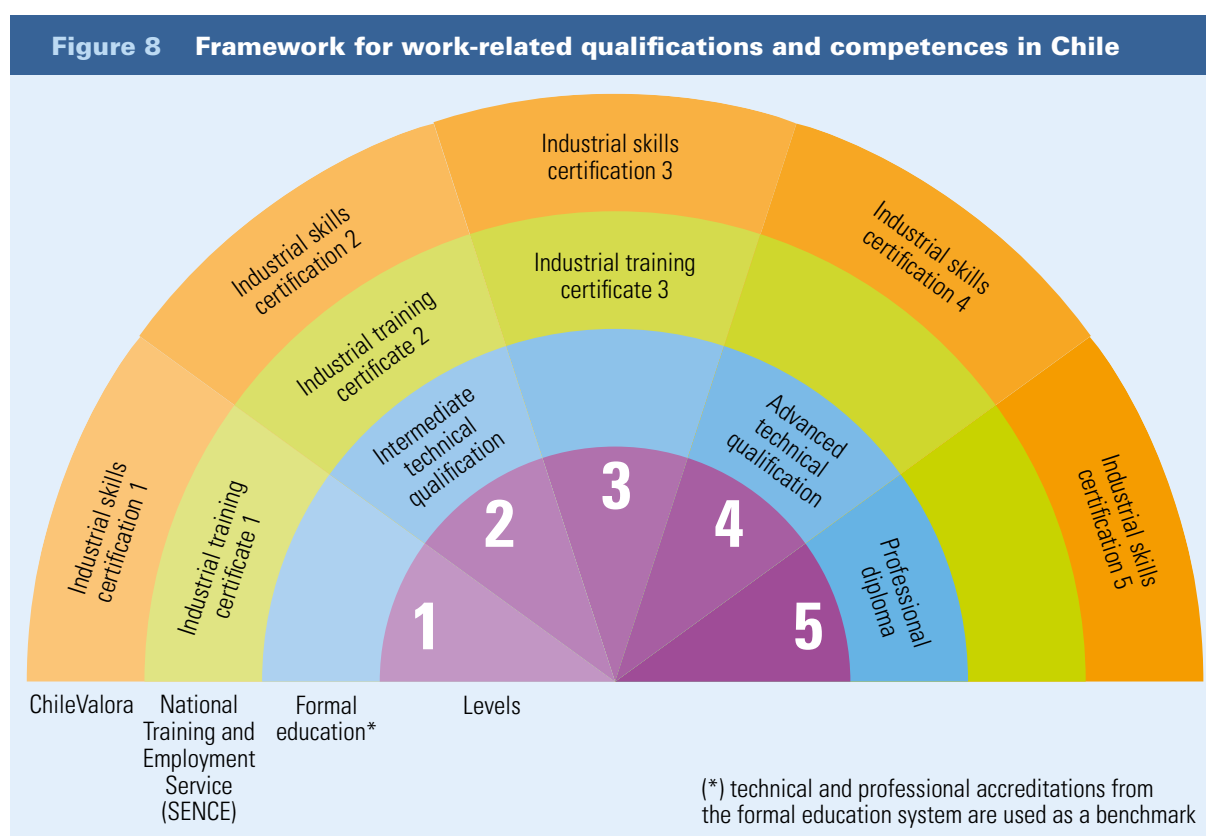 Figure 8 Framework for work-related qualifications and competences in Chile
Industrial skills
certification 1
Industrial skills
certification 2
Industrial skills
certification 3
Industrial skills
certification 4
Industrial skills
certification 5
Industrial training
certificate 1
Industrial training
certificate 2
Industrial training
certificate 3
Intermediate
technical
qualification
Advanced
technical
qualification
Professional
diploma
1
2
3
4
5
ChileValora
National
Training and
Employment
Service
(SENCE)
Formal
education*
Levels
(*) technical and professional accreditations from
the formal education system are used as a benchmark